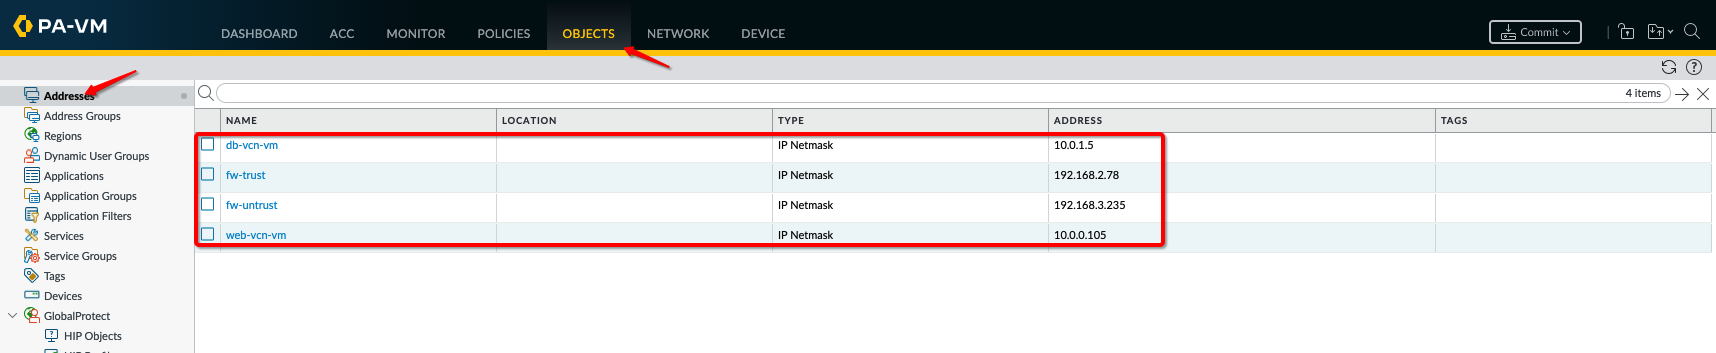 PA-VM
DASHBOARD ACC MONITOR POLICIES OBJECTS NETWORK DEVICE Commit
4 items
Addresses
Address Groups
Regions
Dynamic User Groups
Applications
Application Groups
Application Filters
Services
Service Groups
Tags
Devices
GlobalProtect
HIP Objects
NAME LOCATION TYPE ADDRESS TAGS
db-vcn-vm IP Netmask 10.0.1.5
fw-trust IP Netmask 192.168.2.78
fw-untrust IP Netmask 192.168.3.235
web-vcn-vm IP Netmask 10.0.0.105